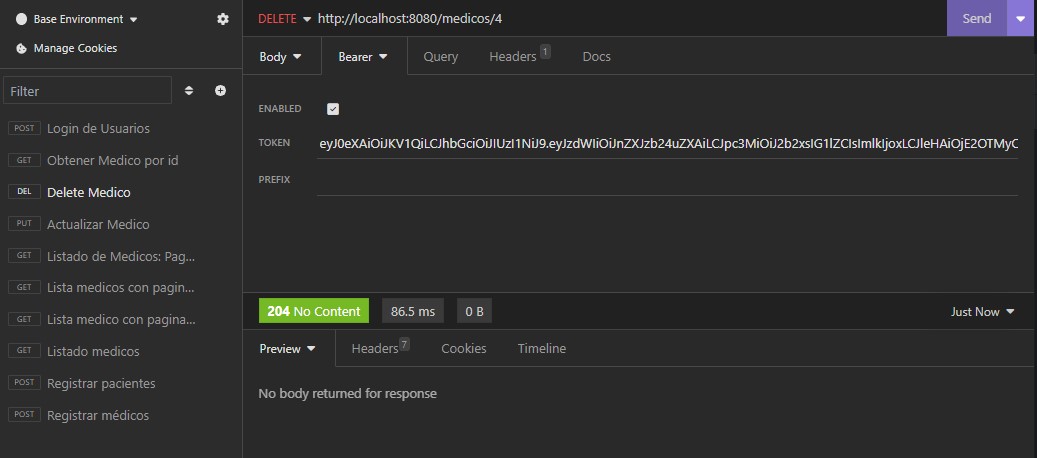 Base Environment
Manage Cookies
Filter
POST Login de Usuarios
GET Obtener Medico por id
DEL Delete Medico
PUT Actualizar Medico
GET Listado de Medicos: Pag...
GET Lista medicos con pagin...
GET Lista medico con pagina...
GET Listado medicos
POST Registrar pacientes
POST Registrar médicos
DELETE http://localhost:8080/medicos/4 Send
Body Bearer Query Headers 1 Docs
ENABLED
TOKEN eyJ0eXAiOiJKV1QiLCJhbGciOiJIUzI1NiJ9.eyJzdWIiOiJnZXJzb24uZXAiLCJpc3MiOiJ2b2xsIG1lZCIsImlkIjoxLCJleHAiOjE2OTMyC
PREFIX
204 No Content 86.5 ms 0 B Just Now
Preview Headers 7 Cookies Timeline
No body returned for response